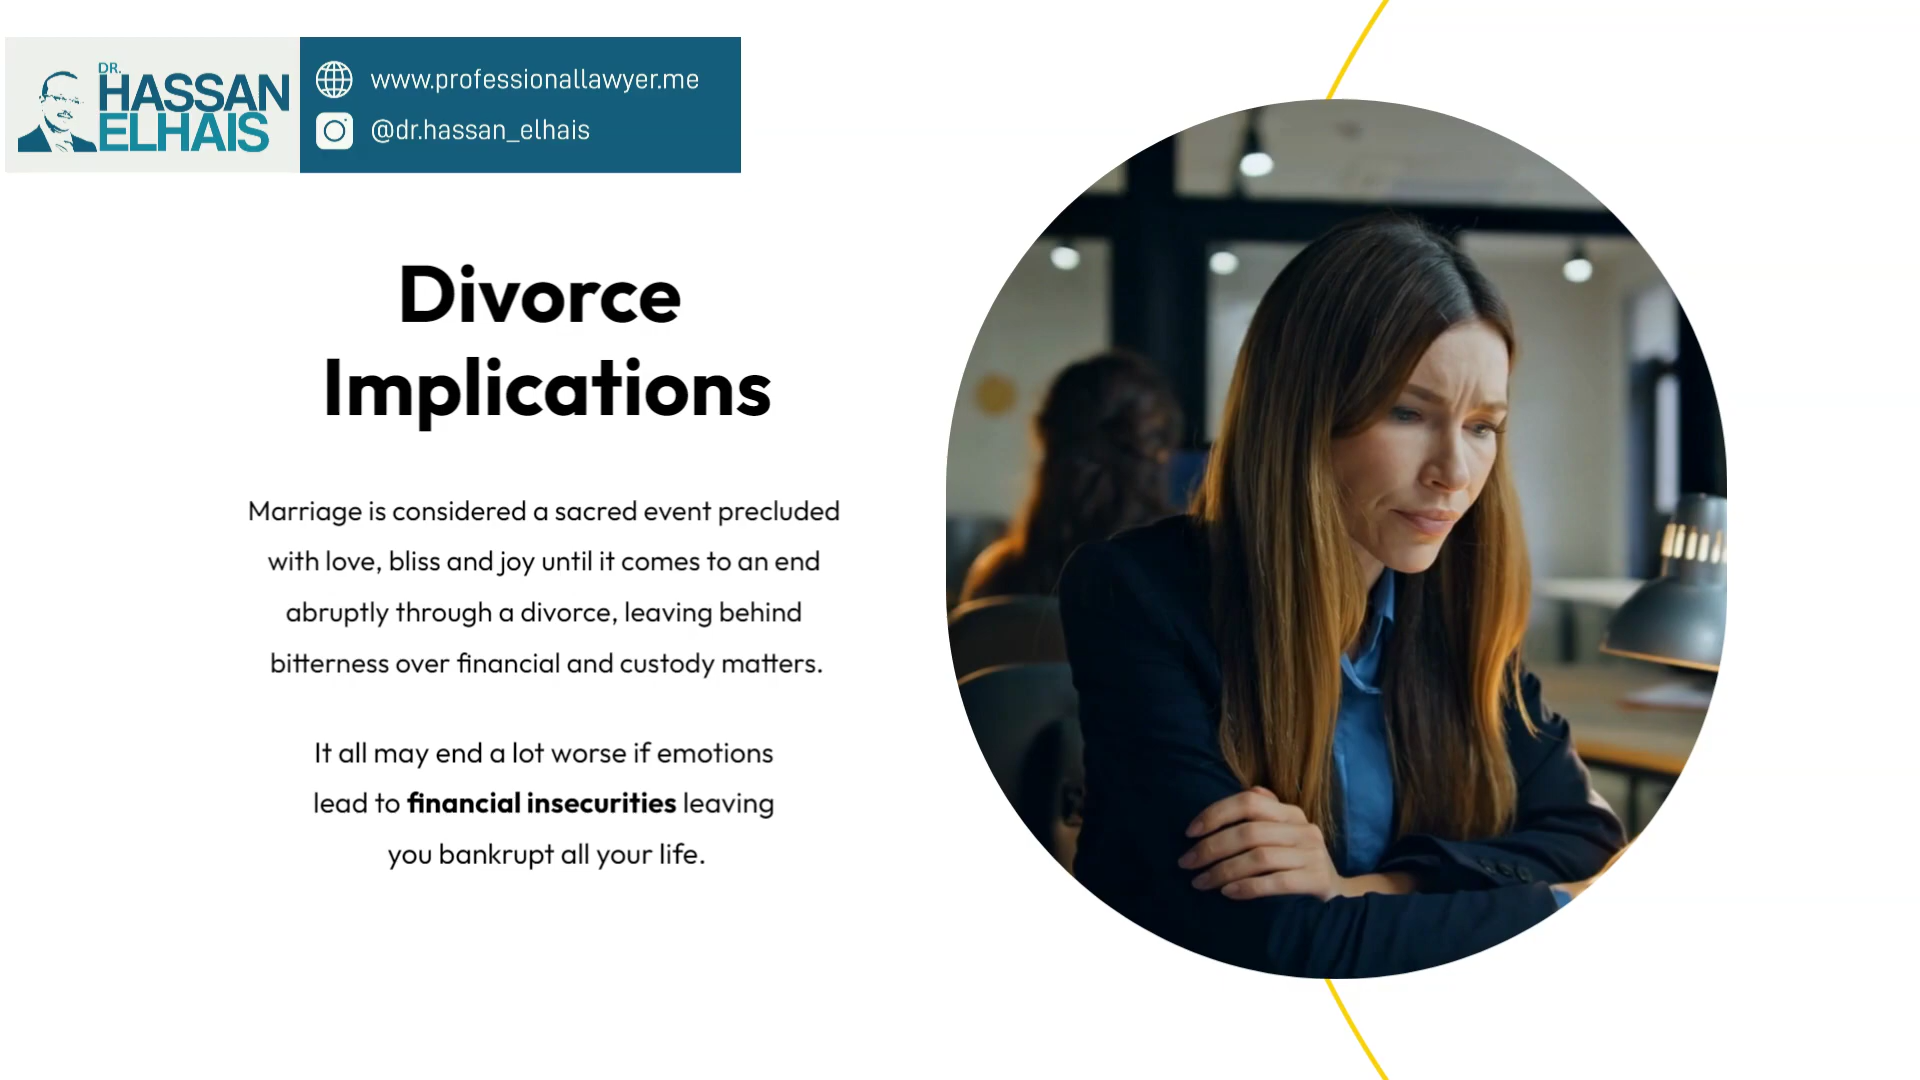 DR.
HASSAN
ELHAIS
www.professionallawyer.me
@dr.hassan_elhais
Divorce
Implications
Marriage is considered a sacred event precluded
with love, bliss and joy until it comes to an end
abruptly through a divorce, leaving behind
bitterness over financial and custody matters.
It all may end a lot worse if emotions
lead to financial insecurities leaving
you bankrupt all your life.